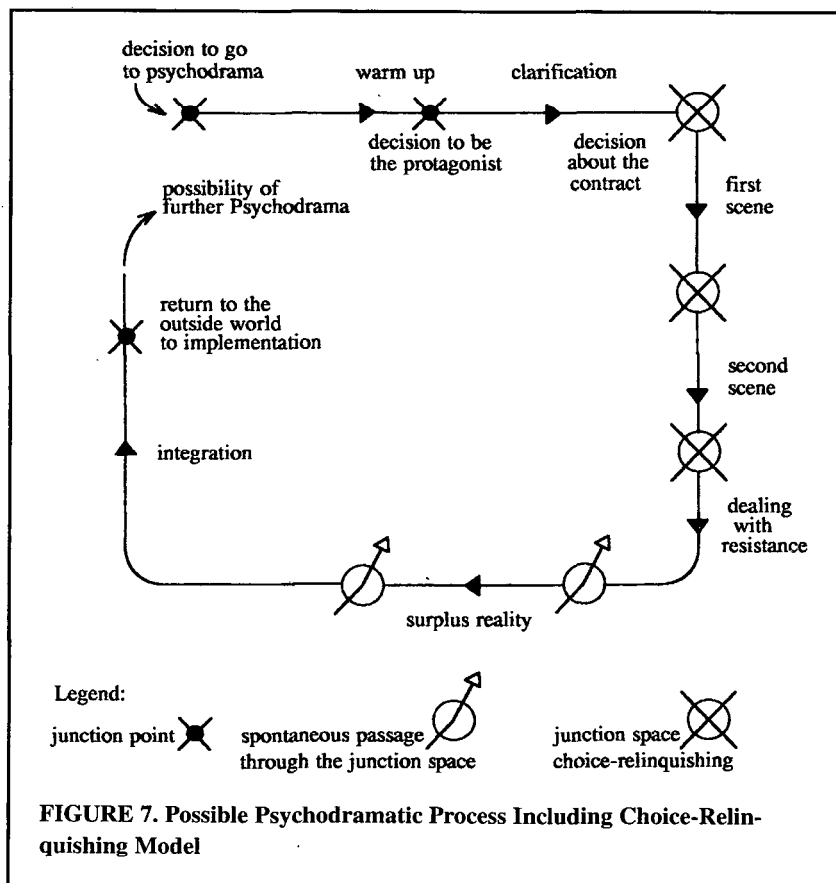 decision to go
to psychodrama
warm up
clarification
decision to be
the protagonist
decision
about the
contract
first
scene
second
scene
dealing
with
resistance
surplus reality
integration
return to the
outside world
to implementation
possibility of
further Psychodrama
Legend:
junction point
spontaneous passage
through the junction space
junction space
choice-relinquishing
FIGURE 7. Possible Psychodramatic Process Including Choice-Relin-
quishing Model